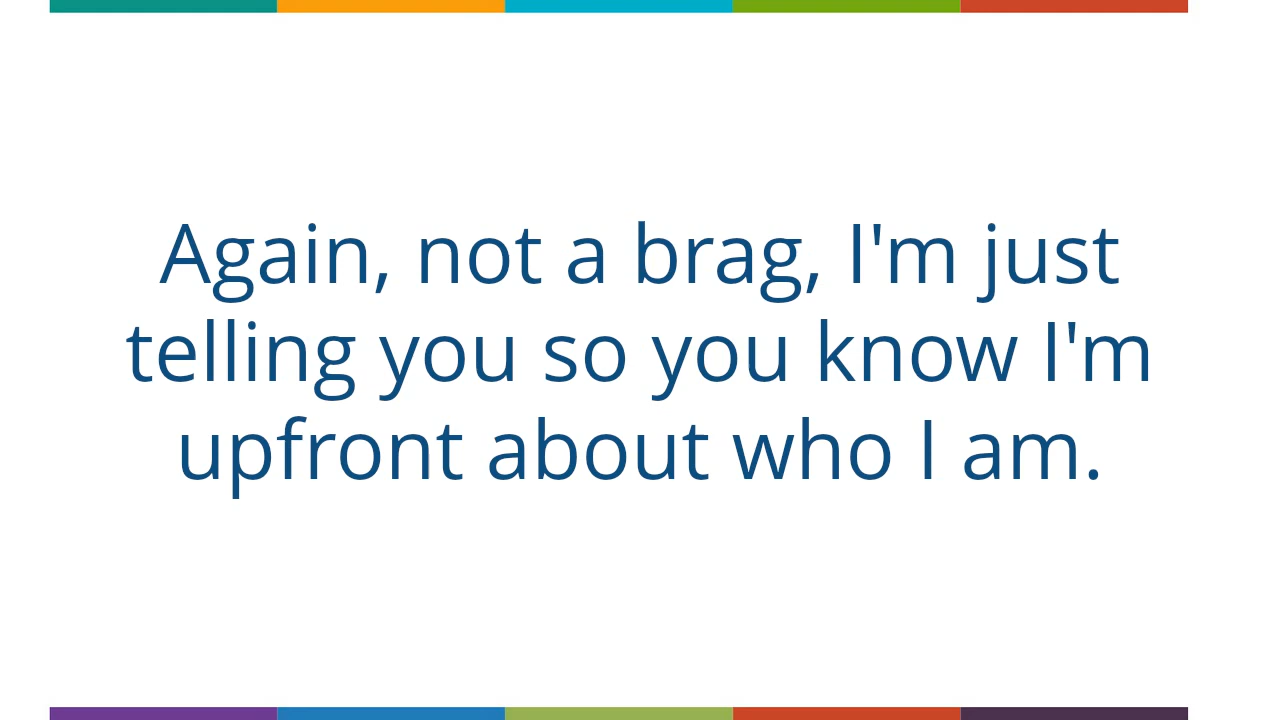 Again, not a brag, I'm just
telling you so you know I'm
upfront about who I am.